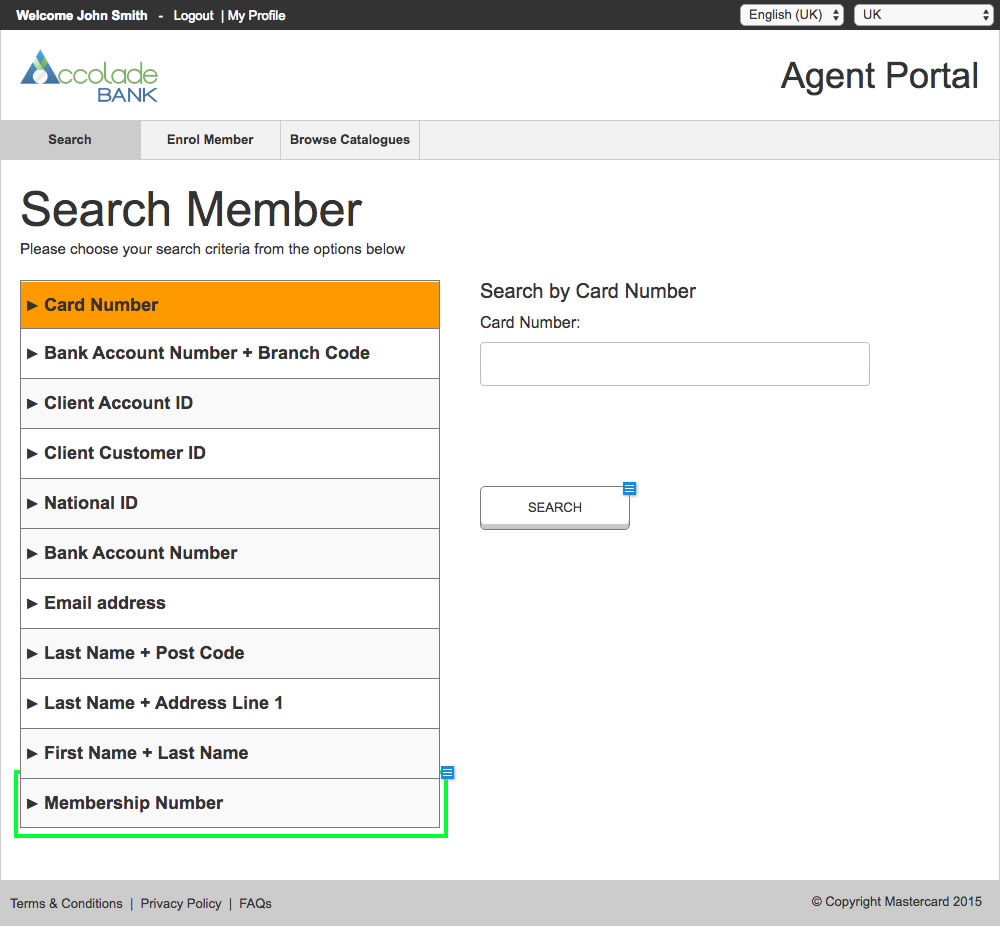 Welcome John Smith - Logout | My Profile English (UK) UK
Accolade
BANK
Agent Portal
Search Enrol Member Browse Catalogues
Search Member
Please choose your search criteria from the options below
▶ Card Number
▶ Bank Account Number + Branch Code
▶ Client Account ID
▶ Client Customer ID
▶ National ID
▶ Bank Account Number
▶ Email address
▶ Last Name + Post Code
▶ Last Name + Address Line 1
▶ First Name + Last Name
▶ Membership Number
Search by Card Number
Card Number:
SEARCH
Terms & Conditions | Privacy Policy | FAQs © Copyright Mastercard 2015